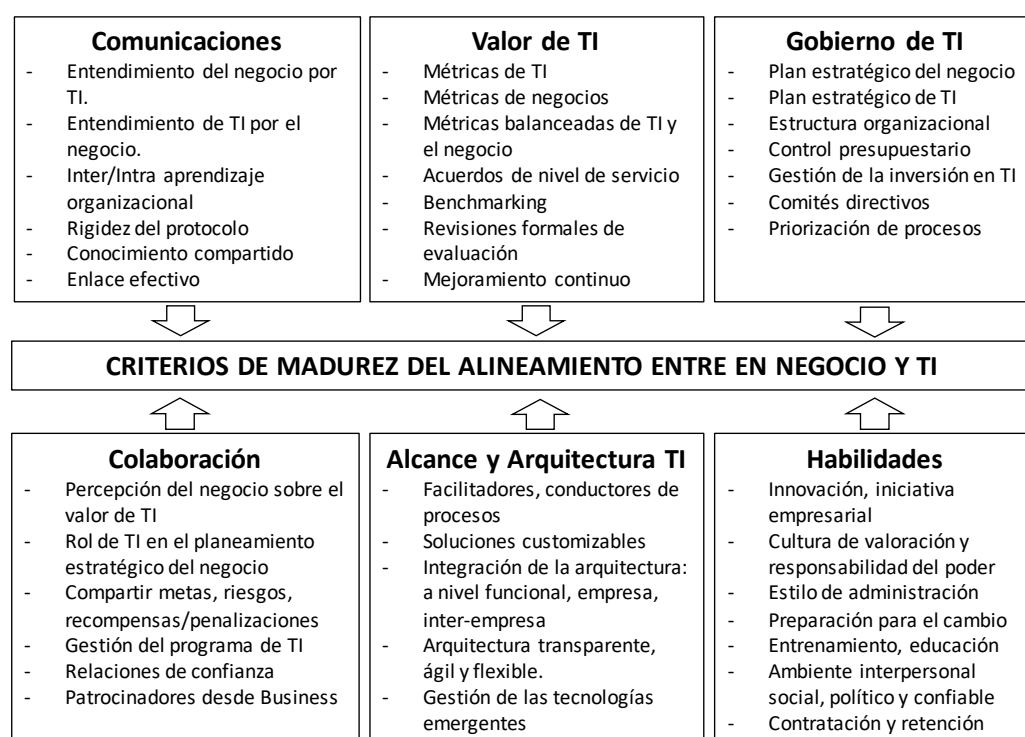 Comunicaciones
- Entendimiento del negocio por
TI.
- Entendimiento de TI por el
negocio.
- Inter/Intra aprendizaje
organizacional
- Rigidez del protocolo
- Conocimiento compartido
- Enlace efectivo
Valor de TI
- Métricas de TI
- Métricas de negocios
- Métricas balanceadas de TI y
el negocio
- Acuerdos de nivel de servicio
- Benchmarking
- Revisiones formales de
evaluación
- Mejoramiento continuo
Gobierno de TI
- Plan estratégico del negocio
- Plan estratégico de TI
- Estructura organizacional
- Control presupuestario
- Gestión de la inversión en TI
- Comités directivos
- Priorización de procesos
CRITERIOS DE MADUREZ DEL ALINEAMIENTO ENTRE EN NEGOCIO Y TI
Colaboración
- Percepción del negocio sobre el
valor de TI
- Rol de TI en el planeamiento
estratégico del negocio
- Compartir metas, riesgos,
recompensas/penalizaciones
- Gestión del programa de TI
- Relaciones de confianza
- Patrocinadores desde Business
Alcance y Arquitectura TI
- Facilitadores, conductores de
procesos
- Soluciones customizables
- Integración de la arquitectura:
a nivel funcional, empresa,
inter-empresa
- Arquitectura transparente,
ágil y flexible.
- Gestión de las tecnologías
emergentes
Habilidades
- Innovación, iniciativa
empresarial
- Cultura de valoración y
responsabilidad del poder
- Estilo de administración
- Preparación para el cambio
- Entrenamiento, educación
- Ambiente interpersonal
social, político y confiable
- Contratación y retención